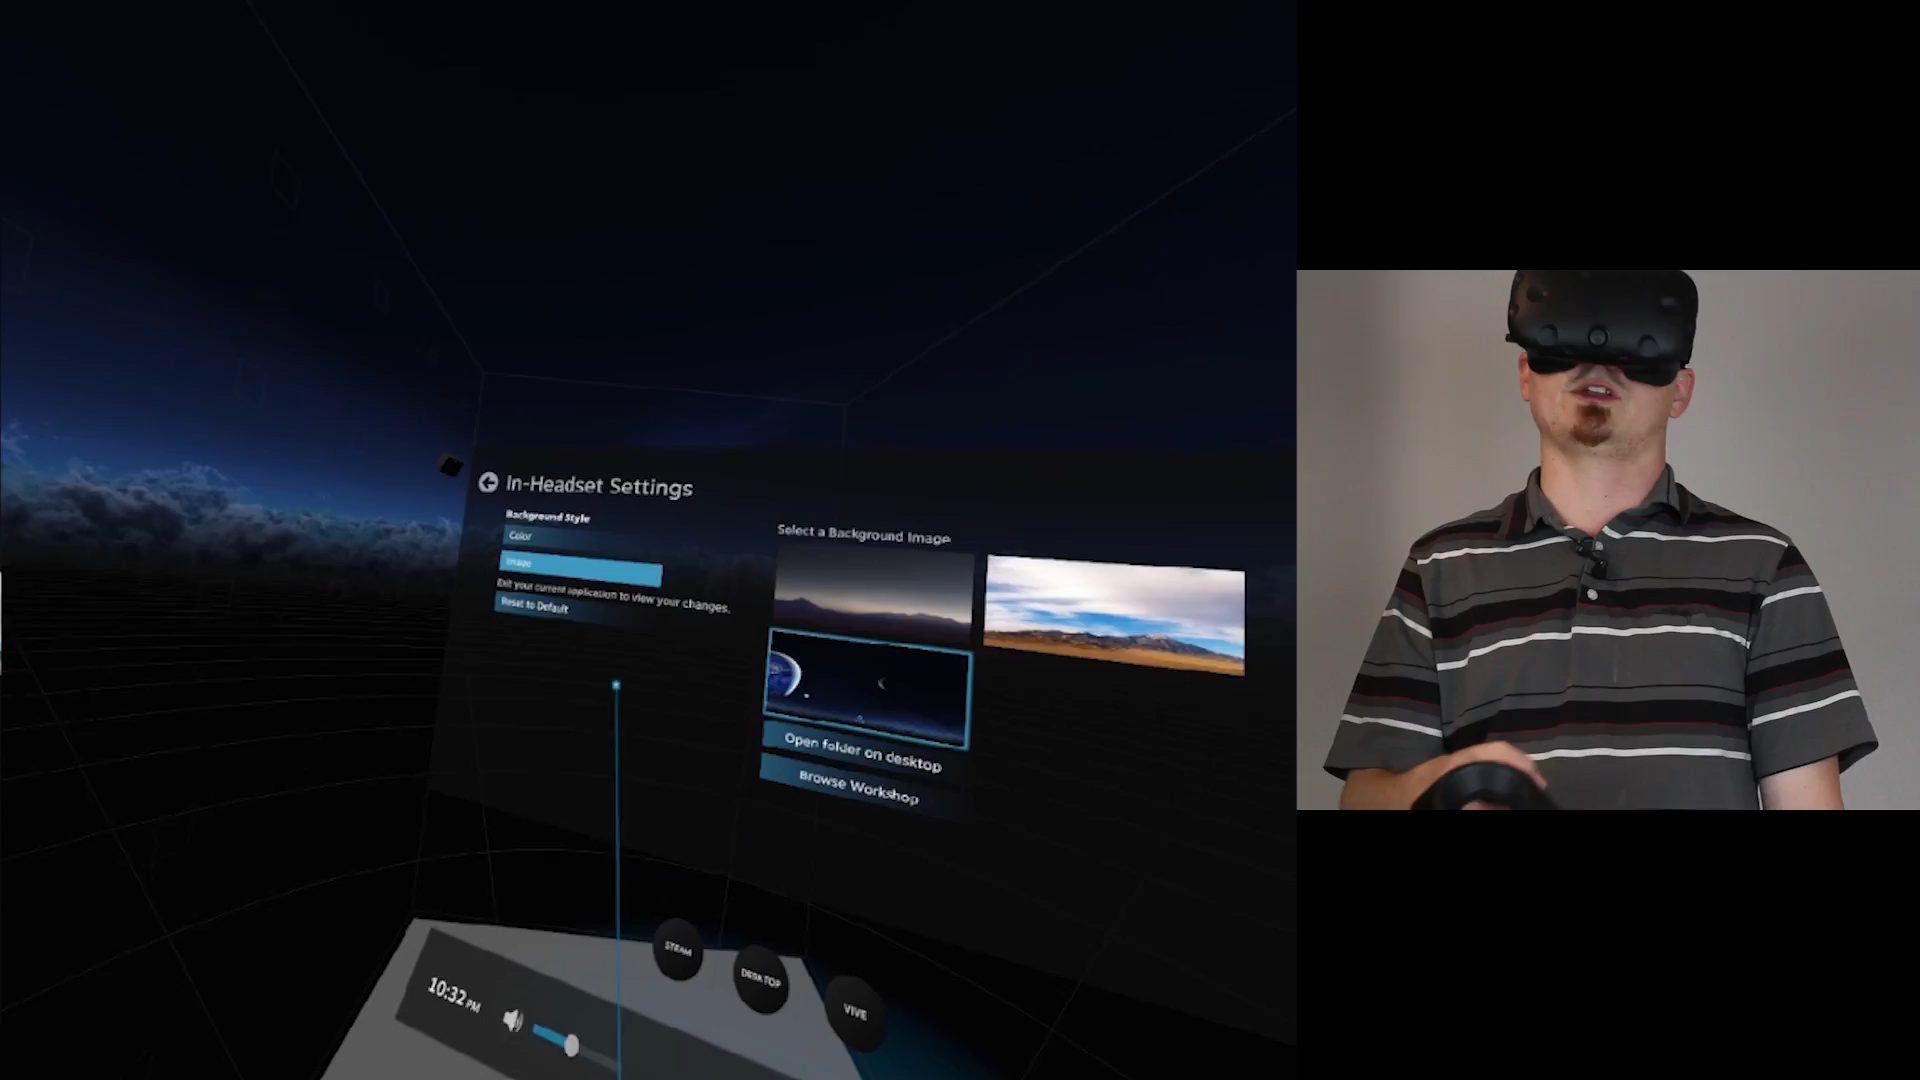 In-Headset Settings
Background Style
Color
Image
Exit your current application to view your changes.
Reset to Default
Select a Background Image
Open folder on desktop
Browse Workshop
STEAM
DESKTOP
VIVE
10:32 PM